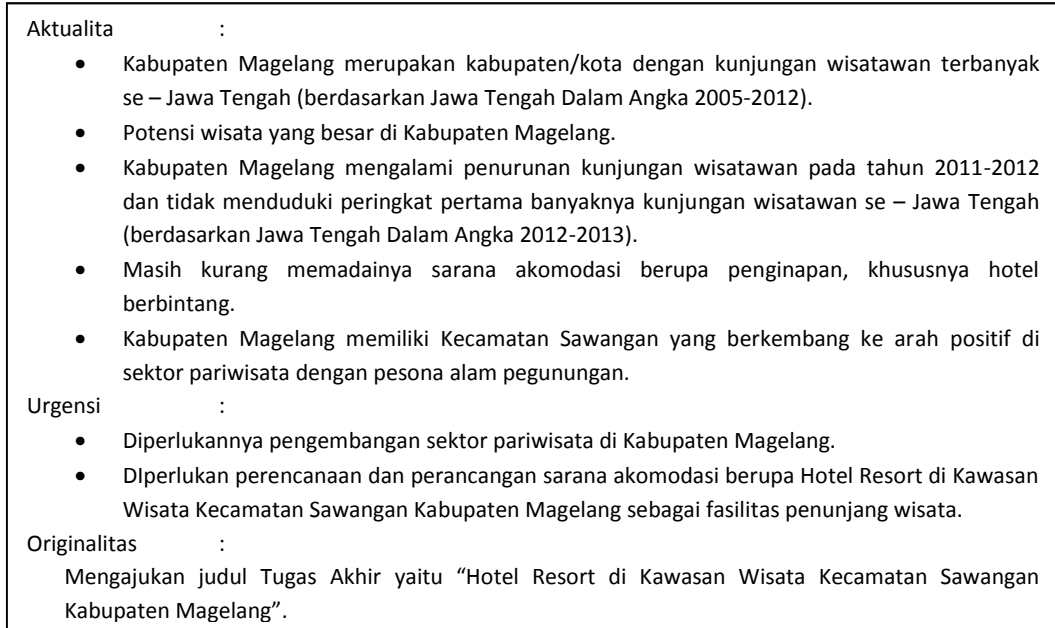 Aktualita :
• Kabupaten Magelang merupakan kabupaten/kota dengan kunjungan wisatawan terbanyak
se – Jawa Tengah (berdasarkan Jawa Tengah Dalam Angka 2005-2012).
• Potensi wisata yang besar di Kabupaten Magelang.
• Kabupaten Magelang mengalami penurunan kunjungan wisatawan pada tahun 2011-2012
dan tidak menduduki peringkat pertama banyaknya kunjungan wisatawan se – Jawa Tengah
(berdasarkan Jawa Tengah Dalam Angka 2012-2013).
• Masih kurang memadainya sarana akomodasi berupa penginapan, khususnya hotel
berbintang.
• Kabupaten Magelang memiliki Kecamatan Sawangan yang berkembang ke arah positif di
sektor pariwisata dengan pesona alam pegunungan.
Urgensi :
• Diperlukannya pengembangan sektor pariwisata di Kabupaten Magelang.
• DIperlukan perencanaan dan perancangan sarana akomodasi berupa Hotel Resort di Kawasan
Wisata Kecamatan Sawangan Kabupaten Magelang sebagai fasilitas penunjang wisata.
Originalitas :
Mengajukan judul Tugas Akhir yaitu “Hotel Resort di Kawasan Wisata Kecamatan Sawangan
Kabupaten Magelang”.